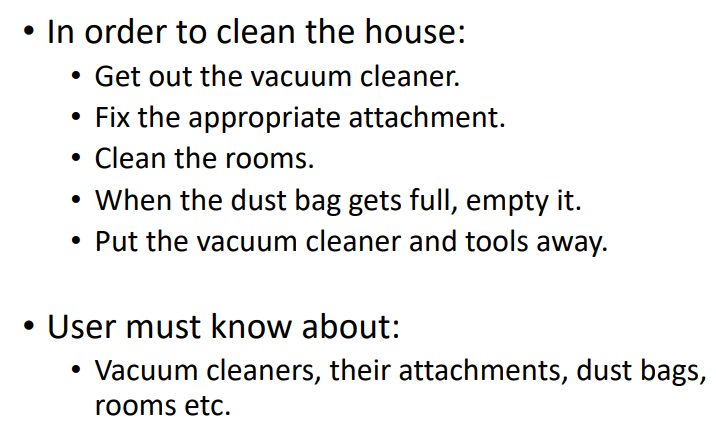 • In order to clean the house:
• Get out the vacuum cleaner.
• Fix the appropriate attachment.
• Clean the rooms.
• When the dust bag gets full, empty it.
• Put the vacuum cleaner and tools away.
• User must know about:
• Vacuum cleaners, their attachments, dust bags,
rooms etc.